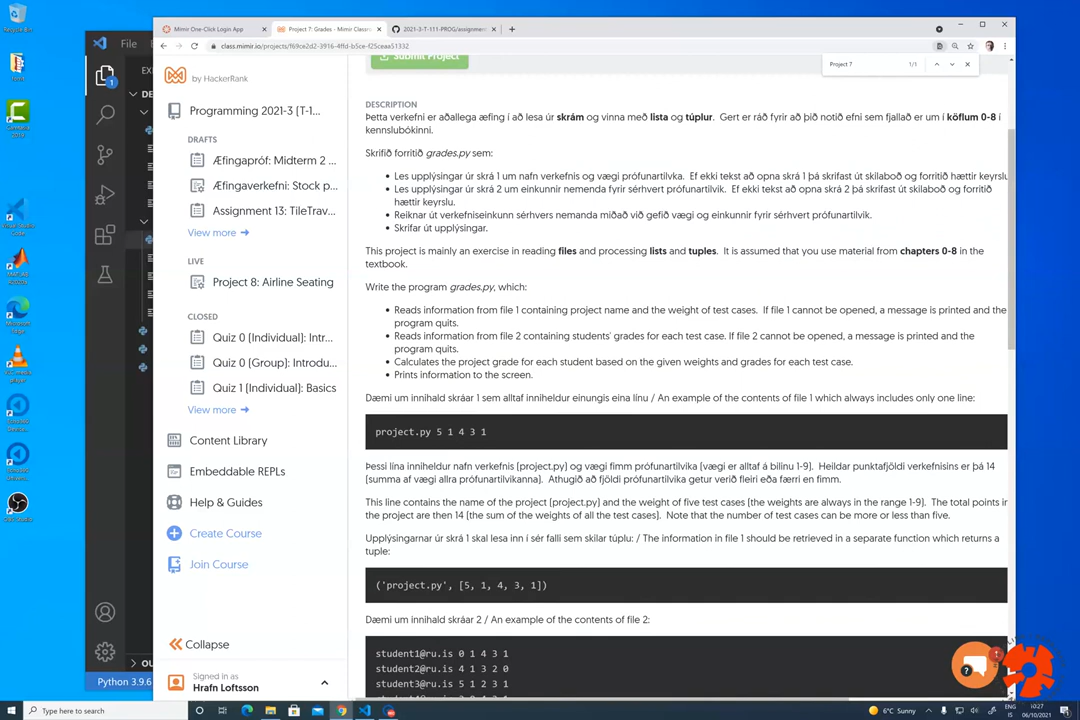 Mimir One-Click Login App
Project 7: Grades - Mimir Classro
2021-3-T-111-PROG/assignment
File
class.mimir.io/projects/f69ce2d2-3916-4ffd-b5ce-f25ceaa51332
Project 7
1/1
Submit Project
by HackerRank
Programming 2021-3 [T-1...
DRAFTS
Æfingapróf: Midterm 2 ...
Æfingaverkefni: Stock p...
Assignment 13: TileTrav...
View more
LIVE
Project 8: Airline Seating
CLOSED
Quiz 0 [Individual]: Intr...
Quiz 0 [Group]: Introdu...
Quiz 1 [Individual]: Basics
View more
Content Library
Embeddable REPLs
Help & Guides
Create Course
Join Course
Collapse
Signed in as
Hrafn Loftsson
DESCRIPTION
Þetta verkefni er aðallega æfing í að lesa úr skrám og vinna með lista og túplur. Gert er ráð fyrir að þið notið efni sem fjallað er um í köflum 0-8 í
kennslubókinni.
Skrifið forritið grades.py sem:
Les upplýsingar úr skrá 1 um nafn verkefnis og vægi prófunartilvka. Ef ekki tekst að opna skrá 1 þá skrifast út skilaboð og forritið hættir keyrslu
Les upplýsingar úr skrá 2 um einkunnir nemenda fyrir sérhvert prófunartilvik. Ef ekki tekst að opna skrá 2 þá skrifast út skilaboð og forritið
hættir keyrslu.
Reiknar út verkefniseinkunn sérhvers nemanda miðað við gefið vægi og einkunnir fyrir sérhvert prófunartilvik.
Skrifar út upplýsingar.
This project is mainly an exercise in reading files and processing lists and tuples. It is assumed that you use material from chapters 0-8 in the
textbook.
Write the program grades.py, which:
Reads information from file 1 containing project name and the weight of test cases. If file 1 cannot be opened, a message is printed and the
program quits.
Reads information from file 2 containing students' grades for each test case. If file 2 cannot be opened, a message is printed and the
program quits.
Calculates the project grade for each student based on the given weights and grades for each test case.
Prints information to the screen.
Dæmi um innihald skráar 1 sem alltaf inniheldur einungis eina línu / An example of the contents of file 1 which always includes only one line:
project.py 5 1 4 3 1
Þessi lína inniheldur nafn verkefnis [project.py] og vægi fimm prófunartilvika [vægi er alltaf á bilinu 1-9]. Heildar punktafjöldi verkefnisins er þá 14
[summa af vægi allra prófunartilvikanna]. Athugið að fjöldi prófunartilvika getur verið fleiri eða færri en fimm.
This line contains the name of the project [project.py] and the weight of five test cases [the weights are always in the range 1-9]. The total points in
the project are then 14 [the sum of the weights of all the test cases]. Note that the number of test cases can be more or less than five.
Upplýsingarnar úr skrá 1 skal lesa inn í sér falli sem skilar túplu: / The information in file 1 should be retrieved in a separate function which returns a
tuple:
('project.py', [5, 1, 4, 3, 1])
Dæmi um innihald skráar 2 / An example of the contents of file 2:
student1@ru.is 0 1 4 3 1
student2@ru.is 4 1 3 2 0
student3@ru.is 5 1 2 3 1
Python 3.9.6
Type here to search
6°C Sunny
ENG
IS
10:27
06/10/2021